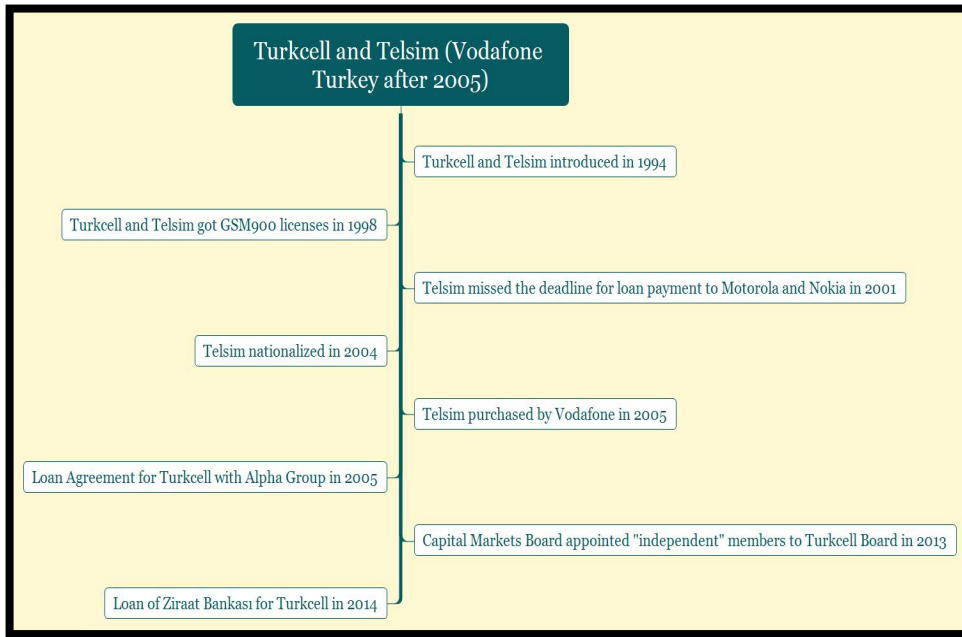 Turkcell and Telsim (Vodafone
Turkey after 2005)
Turkcell and Telsim introduced in 1994
Turkcell and Telsim got GSM900 licenses in 1998
Telsim missed the deadline for loan payment to Motorola and Nokia in 2001
Telsim nationalized in 2004
Telsim purchased by Vodafone in 2005
Loan Agreement for Turkcell with Alpha Group in 2005
Capital Markets Board appointed "independent" members to Turkcell Board in 2013
Loan of Ziraat Bankası for Turkcell in 2014